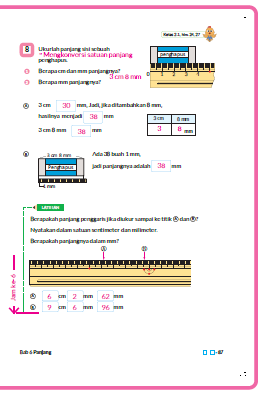 Kelas 2.1, hlm. 24, 27
8 Ukurlah panjang sisi sebuah
→ Mengkonversi satuan panjang
penghapus.
Berapa cm dan mm panjangnya?
3 cm 8 mm
Berapa mm panjangnya?
penghapus
0 1 2 3 4
A 3 cm 30 mm, Jadi, jika ditambahkan 8 mm,
hasilnya menjadi 38 mm
3 cm 8 mm 38 mm
3 cm 8 mm
3 8 mm
B 3 cm 8 mm
Penghapus
1 mm
Ada 38 buah 1 mm,
jadi panjangnya adalah 38 mm
LATIHAN
Berapakah panjang penggaris jika diukur sampai ke titik A dan B?
Nyatakan dalam satuan sentimeter dan milimeter.
Berapakah panjangnya dalam mm?
A B
Jam ke-6
A 6 cm 2 mm 62 mm
B 9 cm 6 mm 96 mm
Bab 6 Panjang
- 67